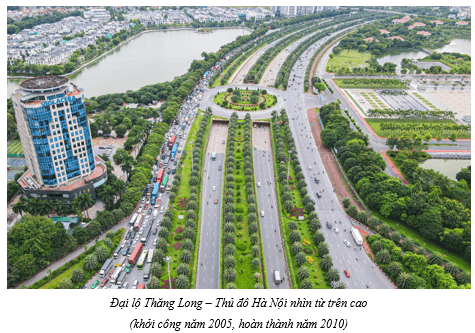 Đại lộ Thăng Long – Thủ đô Hà Nội nhìn từ trên cao
(khởi công năm 2005, hoàn thành năm 2010)